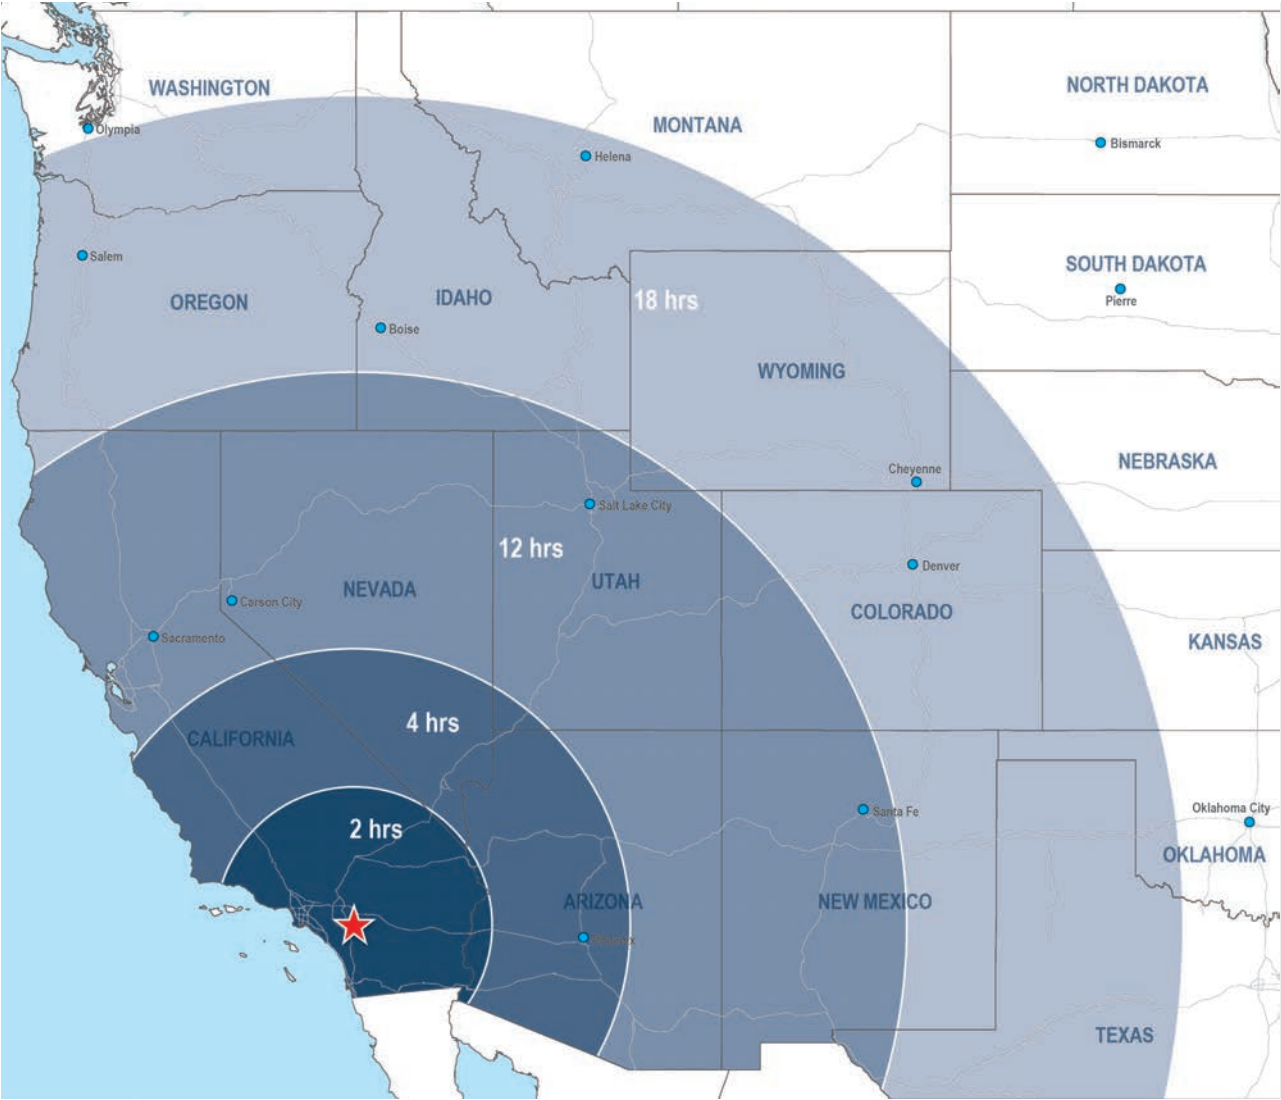 WASHINGTON
NORTH DAKOTA
MONTANA
Olympia
Bismarck
Helena
Salem
SOUTH DAKOTA
IDAHO
OREGON
18 hrs
Pierre
Boise
WYOMING
NEBRASKA
Cheyenne
Salt Lake City
12 hrs
Denver
UTAH
NEVADA
Carson City
COLORADO
Sacramento
KANSAS
4 hrs
CALIFORNIA
Oklahoma City
Santa Fe
2 hrs
OKLAHOMA
ARIZONA
NEW MEXICO
Phoenix
TEXAS